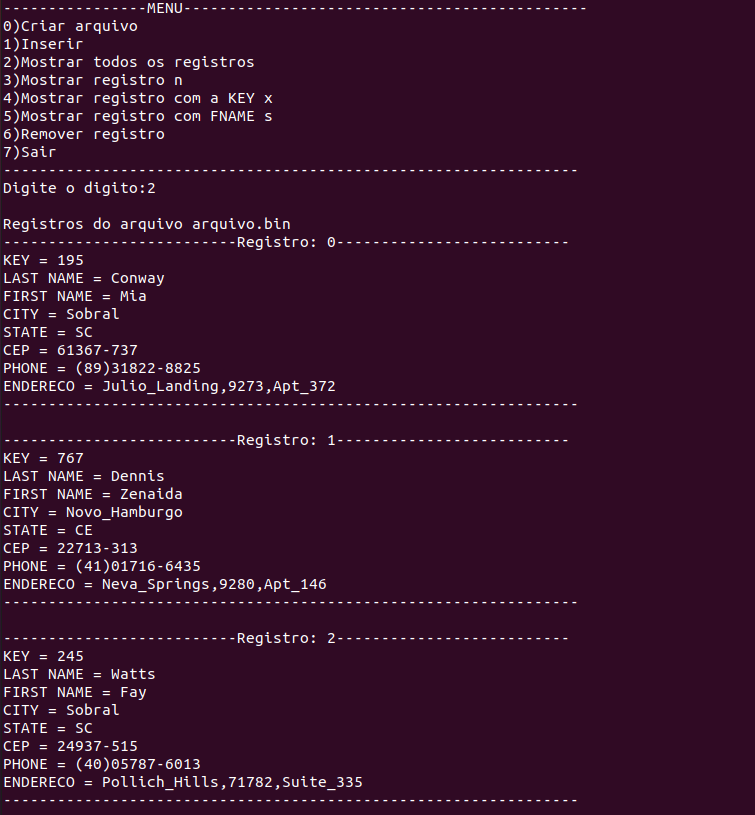 ----------------MENU---------------------------------------------
0)Criar arquivo
1)Inserir
2)Mostrar todos os registros
3)Mostrar registro n
4)Mostrar registro com a KEY x
5)Mostrar registro com FNAME s
6)Remover registro
7)Sair
----------------------------------------------------------------
Digite o digito:2
Registros do arquivo arquivo.bin
--------------------------Registro: 0--------------------------
KEY = 195
LAST NAME = Conway
FIRST NAME = Mia
CITY = Sobral
STATE = SC
CEP = 61367-737
PHONE = (89)31822-8825
ENDERECO = Julio_Landing,9273,Apt_372
----------------------------------------------------------------
--------------------------Registro: 1--------------------------
KEY = 767
LAST NAME = Dennis
FIRST NAME = Zenaida
CITY = Novo_Hamburgo
STATE = CE
CEP = 22713-313
PHONE = (41)01716-6435
ENDERECO = Neva_Springs,9280,Apt_146
----------------------------------------------------------------
--------------------------Registro: 2--------------------------
KEY = 245
LAST NAME = Watts
FIRST NAME = Fay
CITY = Sobral
STATE = SC
CEP = 24937-515
PHONE = (40)05787-6013
ENDERECO = Pollich_Hills,71782,Suite_335
----------------------------------------------------------------